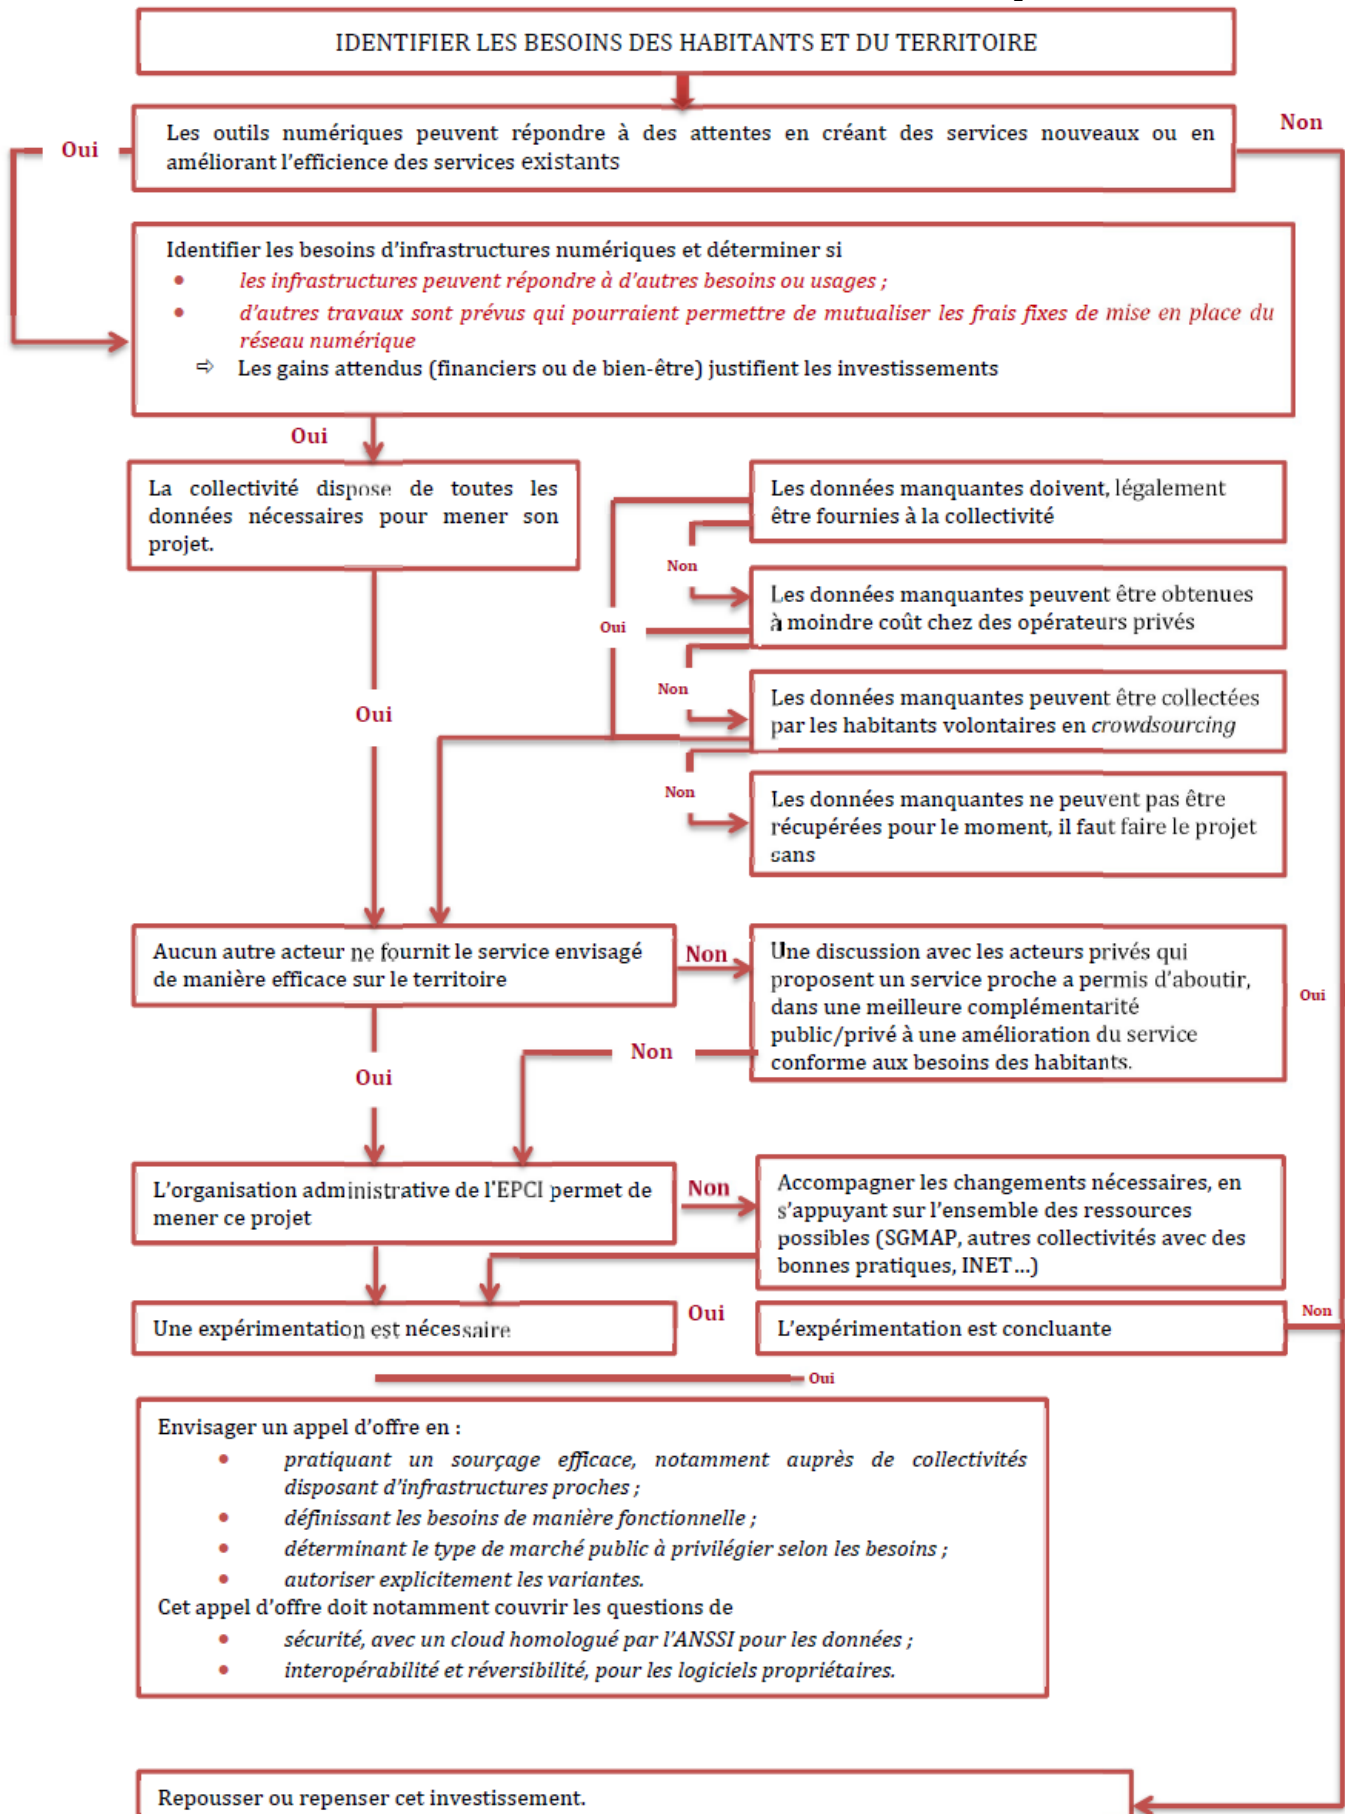 IDENTIFIER LES BESOINS DES HABITANTS ET DU TERRITOIRE
Les outils numériques peuvent répondre à des attentes en créant des services nouveaux ou en
améliorant l'efficience des services existants
Oui
Non
Identifier les besoins d'infrastructures numériques et déterminer si
• les infrastructures peuvent répondre à d'autres besoins ou usages ;
• d'autres travaux sont prévus qui pourraient permettre de mutualiser les frais fixes de mise en place du
réseau numérique
⇨ Les gains attendus (financiers ou de bien-être) justifient les investissements
Oui
La collectivité dispose de toutes les
données nécessaires pour mener son
projet.
Les données manquantes doivent, légalement
être fournies à la collectivité
Non
Les données manquantes peuvent être obtenues
à moindre coût chez des opérateurs privés
Oui
Non
Les données manquantes peuvent être collectées
par les habitants volontaires en crowdsourcing
Oui
Non
Les données manquantes ne peuvent pas être
récupérées pour le moment, il faut faire le projet
sans
Aucun autre acteur ne fournit le service envisagé
de manière efficace sur le territoire
Non
Une discussion avec les acteurs privés qui
proposent un service proche a permis d'aboutir,
dans une meilleure complémentarité
public/privé à une amélioration du service
conforme aux besoins des habitants.
Oui
Non
Oui
L'organisation administrative de l'EPCI permet de
mener ce projet
Non
Accompagner les changements nécessaires, en
s'appuyant sur l'ensemble des ressources
possibles (SGMAP, autres collectivités avec des
bonnes pratiques, INET…)
Une expérimentation est nécessaire
Oui
L'expérimentation est concluante
Non
Oui
Envisager un appel d'offre en :
• pratiquant un sourçage efficace, notamment auprès de collectivités
disposant d'infrastructures proches ;
• définissant les besoins de manière fonctionnelle ;
• déterminant le type de marché public à privilégier selon les besoins ;
• autoriser explicitement les variantes.
Cet appel d'offre doit notamment couvrir les questions de
• sécurité, avec un cloud homologué par l'ANSSI pour les données ;
• interopérabilité et réversibilité, pour les logiciels propriétaires.
Repousser ou repenser cet investissement.